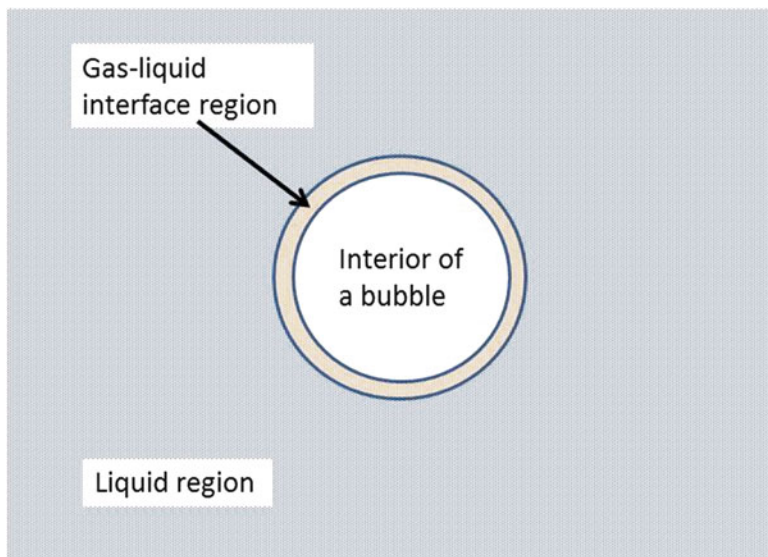 Gas-liquid
interface region
Interior of
a bubble
Liquid region